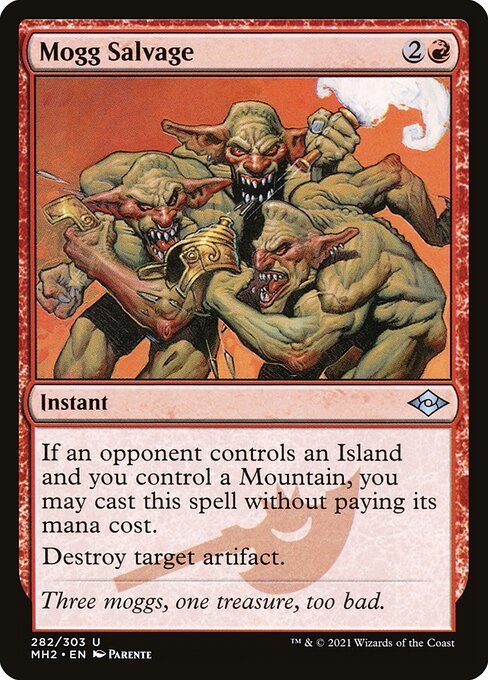 Mogg Salvage 2
Instant
If an opponent controls an Island
and you control a Mountain, you
may cast this spell without paying its
mana cost.
Destroy target artifact.
Three moggs, one treasure, too bad.
282/303 U
MH2 • EN Parente
™ & © 2021 Wizards of the Coast